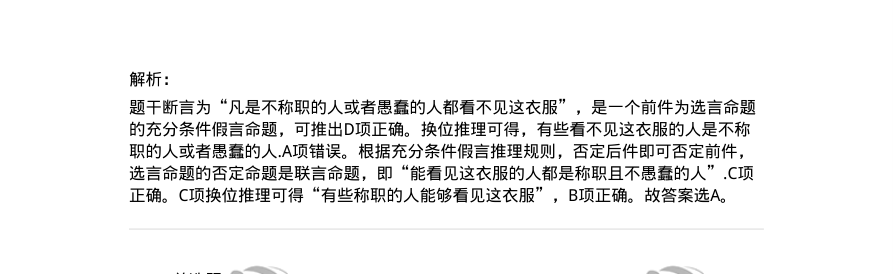 解析：
题干断言为“凡是不称职的人或者愚蠢的人都看不见这衣服”，是一个前件为选言命题
的充分条件假言命题，可推出D项正确。换位推理可得，有些看不见这衣服的人是不称
职的人或者愚蠢的人.A项错误。根据充分条件假言推理规则，否定后件即可否定前件，
选言命题的否定命题是联言命题，即“能看见这衣服的人都是称职且不愚蠢的人”.C项
正确。C项换位推理可得“有些称职的人能够看见这衣服”，B项正确。故答案选A。